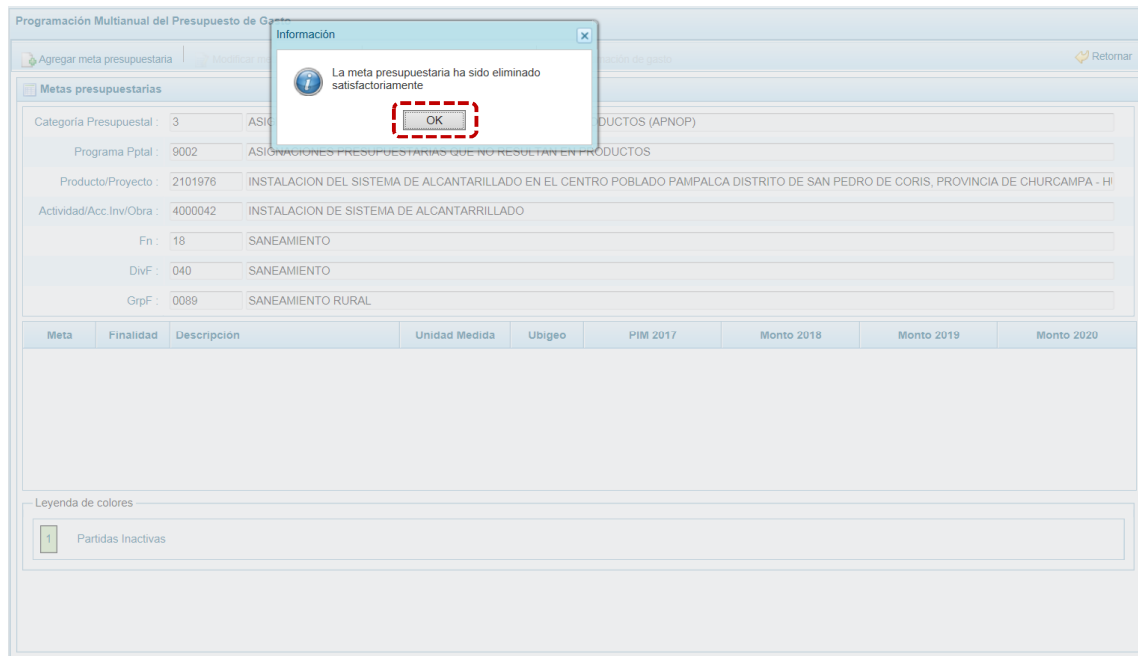 Programación Multianual del Presupuesto de Gasto
Información
Agregar meta presupuestaria
Retornar
La meta presupuestaria ha sido eliminado
satisfactoriamente
OK
Metas presupuestarias
Categoría Presupuestal : 3
Programa Pptal : 9002 ASIGNACIONES PRESUPUESTARIAS QUE NO RESULTAN EN PRODUCTOS
Producto/Proyecto : 2101976 INSTALACION DEL SISTEMA DE ALCANTARILLADO EN EL CENTRO POBLADO PAMPALCA DISTRITO DE SAN PEDRO DE CORIS, PROVINCIA DE CHURCAMPA - H
Actividad/Acc.Inv/Obra : 4000042 INSTALACION DE SISTEMA DE ALCANTARRILLADO
Fn : 18 SANEAMIENTO
DivF : 040 SANEAMIENTO
GrpF : 0089 SANEAMIENTO RURAL
Meta Finalidad Descripción Unidad Medida Ubigeo PIM 2017 Monto 2018 Monto 2019 Monto 2020
Leyenda de colores
1 Partidas Inactivas